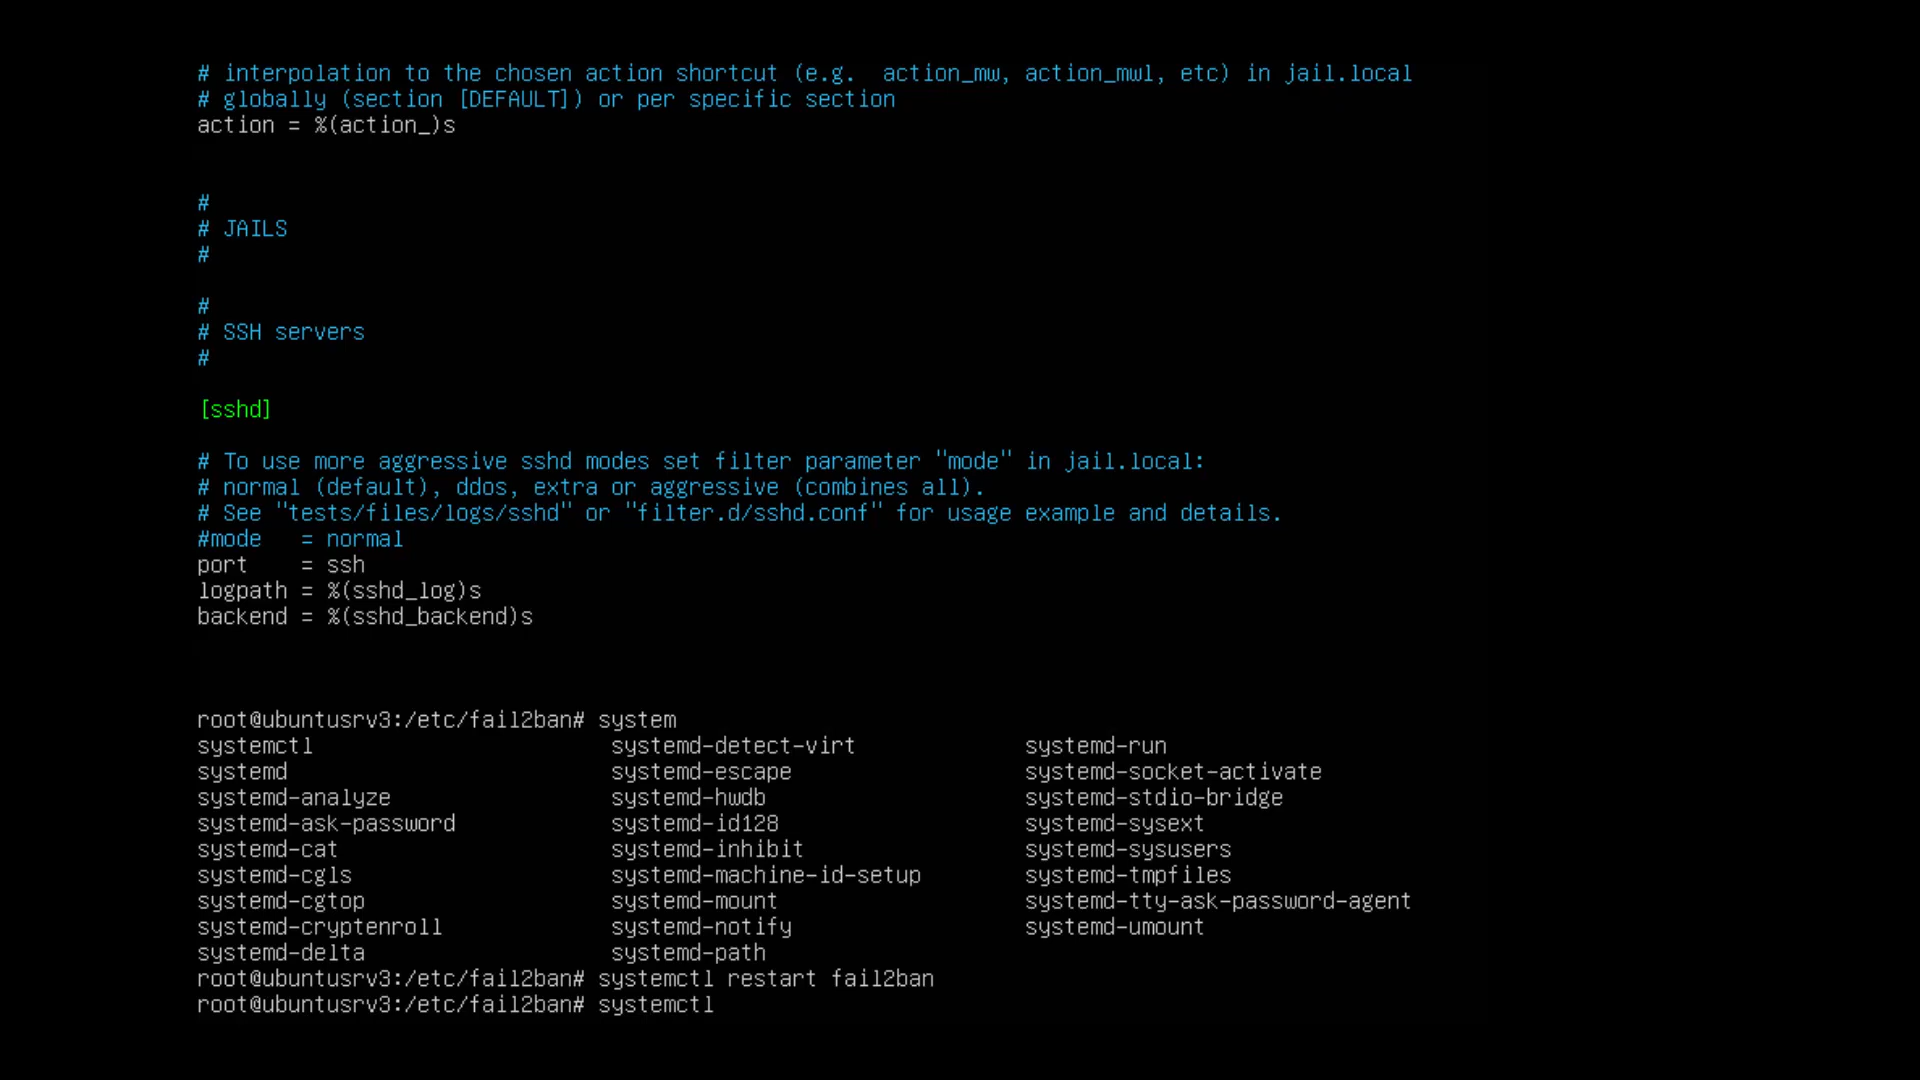 # interpolation to the chosen action shortcut (e.g.  action_mw, action_mwl, etc) in jail.local
# globally (section [DEFAULT]) or per specific section
action = %(action_)s
#
# JAILS
#
#
# SSH servers
#
[sshd]
# To use more aggressive sshd modes set filter parameter "mode" in jail.local:
# normal (default), ddos, extra or aggressive (combines all).
# See "tests/files/logs/sshd" or "filter.d/sshd.conf" for usage example and details.
#mode   = normal
port    = ssh
logpath = %(sshd_log)s
backend = %(sshd_backend)s
root@ubuntusrv3:/etc/fail2ban# system
systemctl                       systemd-detect-virt             systemd-run
systemd                         systemd-escape                  systemd-socket-activate
systemd-analyze                 systemd-hwdb                    systemd-stdio-bridge
systemd-ask-password            systemd-id128                   systemd-sysext
systemd-cat                     systemd-inhibit                 systemd-sysusers
systemd-cgls                    systemd-machine-id-setup        systemd-tmpfiles
systemd-cgtop                   systemd-mount                   systemd-tty-ask-password-agent
systemd-cryptenroll             systemd-notify                  systemd-umount
systemd-delta                   systemd-path
root@ubuntusrv3:/etc/fail2ban# systemctl restart fail2ban
root@ubuntusrv3:/etc/fail2ban# systemctl